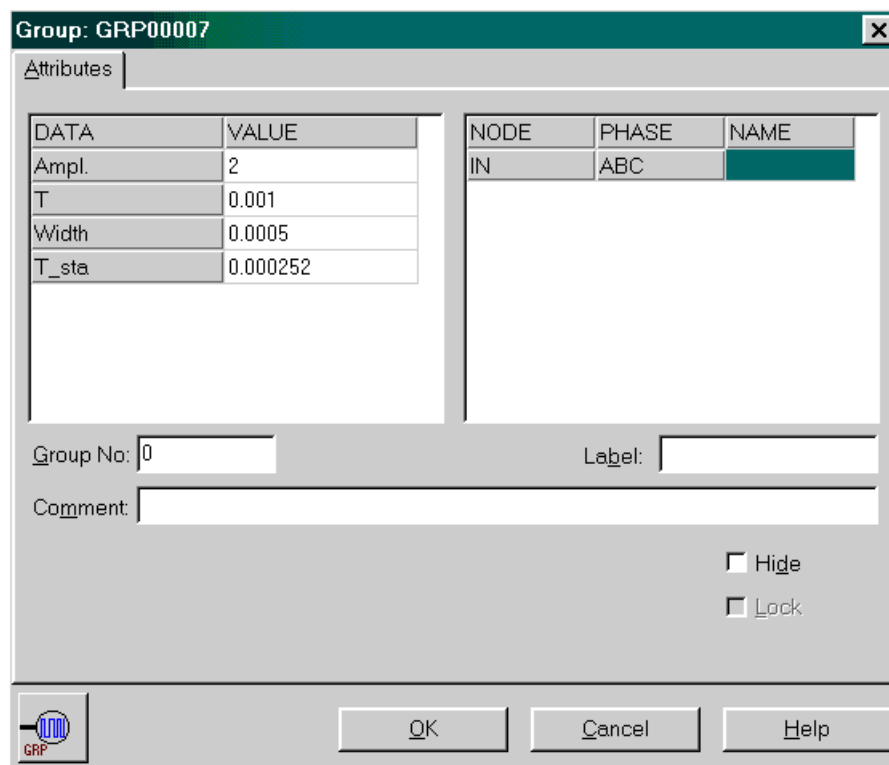 Group: GRP00007
Attributes
DATA VALUE
Ampl. 2
T 0.001
Width 0.0005
T_sta 0.000252
NODE PHASE NAME
IN ABC
Group No: 0
Label:
Comment:
Hide
Lock
GRP
OK Cancel Help